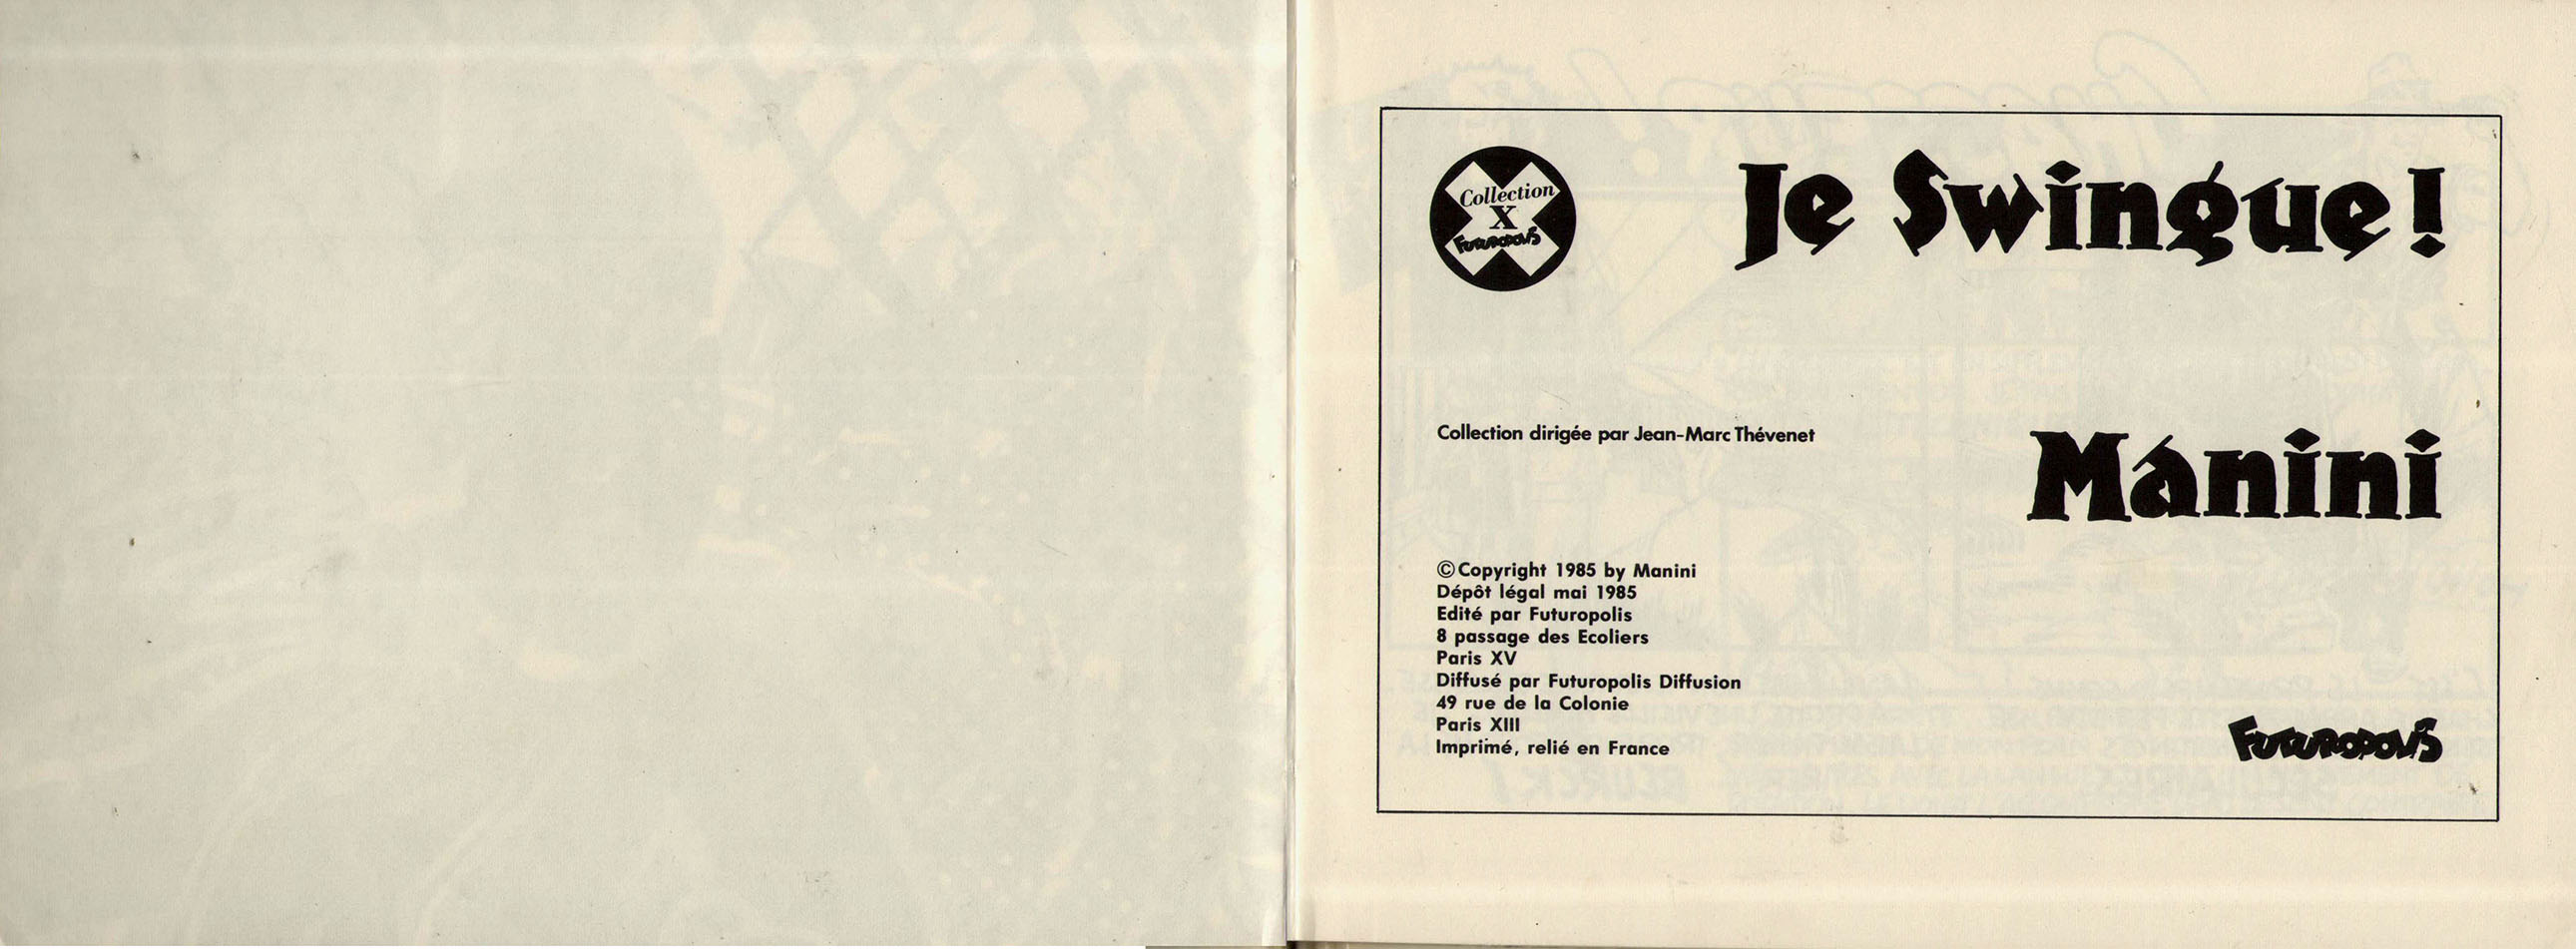 Collection
X
FUTUROPOLIS
Je Swingue!
Collection dirigée par Jean-Marc Thévenet
Manini
©Copyright 1985 by Manini
Dépôt légal mai 1985
Edité par Futuropolis
8 passage des Ecoliers
Paris XV
Diffusé par Futuropolis Diffusion
49 rue de la Colonie
Paris XIII
Imprimé, relié en France
FUTUROPOLIS